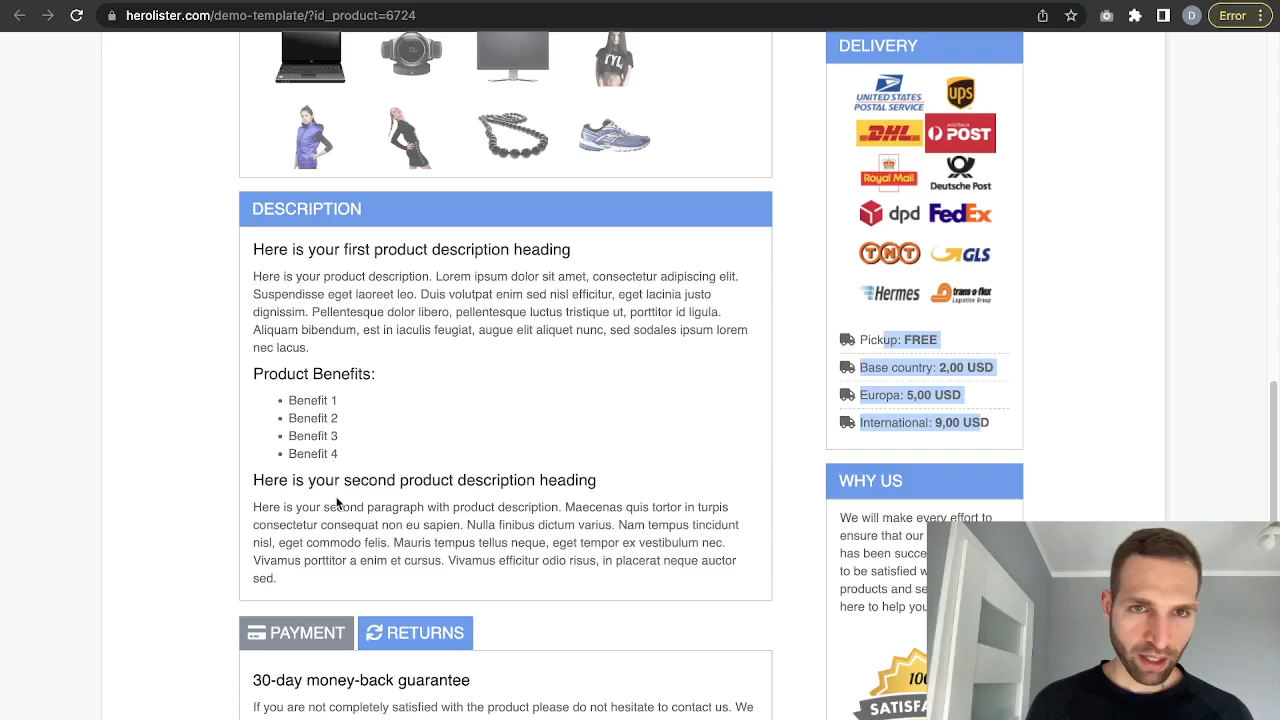 herolister.com/demo-template/?id_product=6724
D
Error
DELIVERY
UNITED STATES
POSTAL SERVICE
ups
DHL
AUSTRALIA
POST
Royal Mail
Deutsche Post
dpd
FedEx
TNT
GLS
Hermes
trans-o-flex
Logistics Group
DESCRIPTION
Here is your first product description heading
Here is your product description. Lorem ipsum dolor sit amet, consectetur adipiscing elit.
Suspendisse eget laoreet leo. Duis volutpat enim sed nisl efficitur, eget lacinia justo
dignissim. Pellentesque dolor libero, pellentesque luctus tristique ut, porttitor id ligula.
Aliquam bibendum, est in iaculis feugiat, augue elit aliquet nunc, sed sodales ipsum lorem
nec lacus.
Product Benefits:
Benefit 1
Benefit 2
Benefit 3
Benefit 4
Here is your second product description heading
Here is your second paragraph with product description. Maecenas quis tortor in turpis
consectetur consequat non eu sapien. Nulla finibus dictum varius. Nam tempus tincidunt
nisl, eget commodo felis. Mauris tempus tellus neque, eget tempor ex vestibulum nec.
Vivamus porttitor a enim et cursus. Vivamus efficitur odio risus, in placerat neque auctor
sed.
Pickup: FREE
Base country: 2,00 USD
Europa: 5,00 USD
International: 9,00 USD
WHY US
We will make every effort to
ensure that our
has been succe
to be satisfied w
products and se
here to help you
100
SATISFA
PAYMENT
RETURNS
30-day money-back guarantee
If you are not completely satisfied with the product please do not hesitate to contact us. We